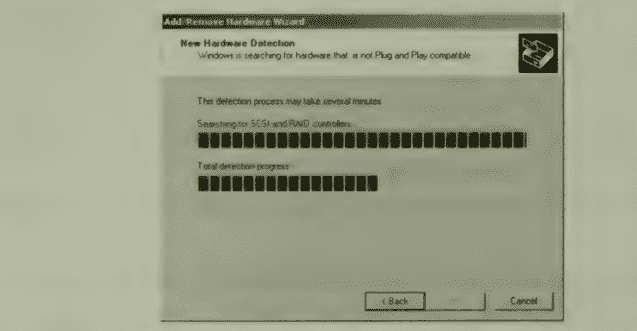 Add/Remove Hardware Wizard
New Hardware Detection
Windows is searching for hardware that is not Plug and Play compatible
This detection process may take several minutes
Searching for SCSI and RAID controllers
Total detection progress
< Back
Cancel